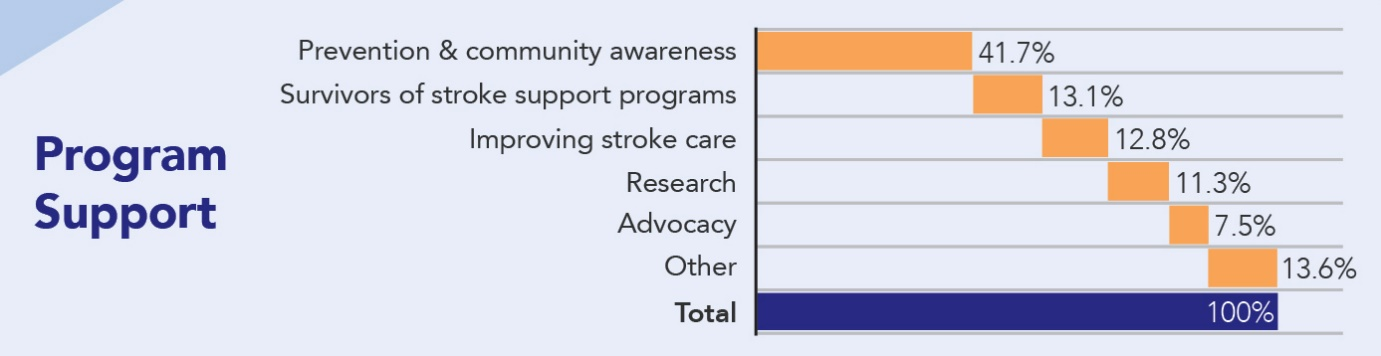 Program
Support
Prevention & community awareness 41.7%
Survivors of stroke support programs 13.1%
Improving stroke care 12.8%
Research 11.3%
Advocacy 7.5%
Other 13.6%
Total 100%